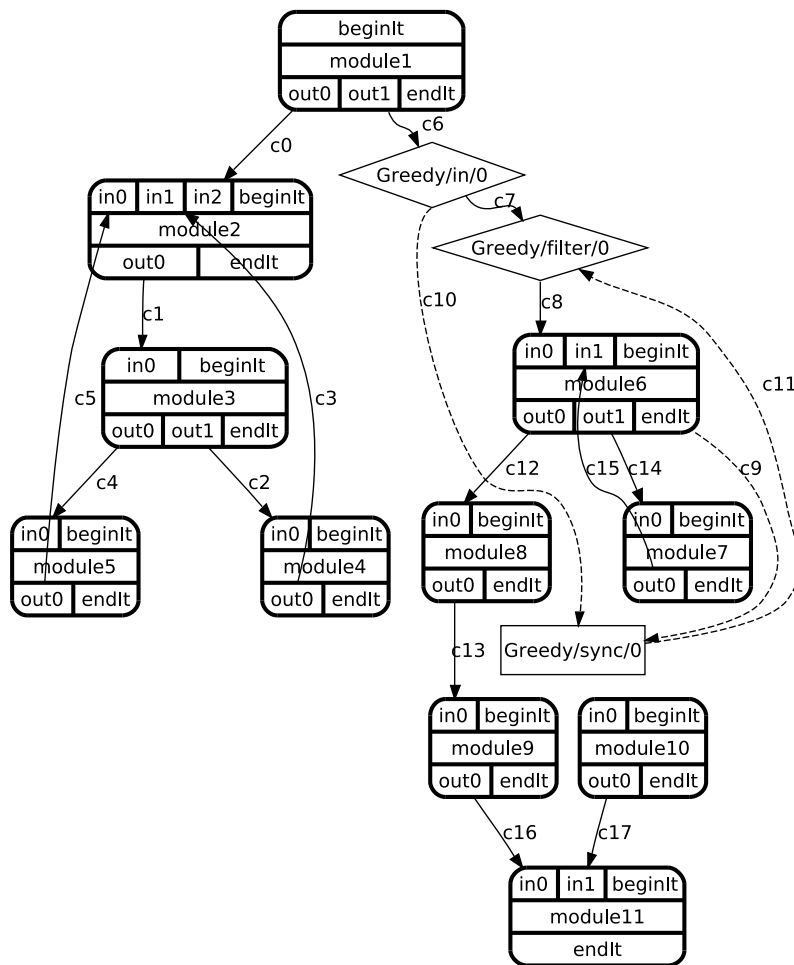 beginIt
module1
out0 out1 endIt
c6
c0
Greedy/in/0
in0 in1 in2 beginIt
c7
module2
Greedy/filter/0
out0 endIt
c10
c8
c1
in0 in1 beginIt
in0 beginIt
module6
c11
module3
c5 c3
out0 out1 endIt
out0 out1 endIt
c9
c12 c15 c14
c4 c2
in0 beginIt
in0 beginIt
in0 beginIt
in0 beginIt
module5
module4
module8
module7
out0 endIt
out0 endIt
out0 endIt
out0 endIt
Greedy/sync/0
c13
in0 beginIt
in0 beginIt
module9
module10
out0 endIt
out0 endIt
c16 c17
in0 in1 beginIt
module11
endIt